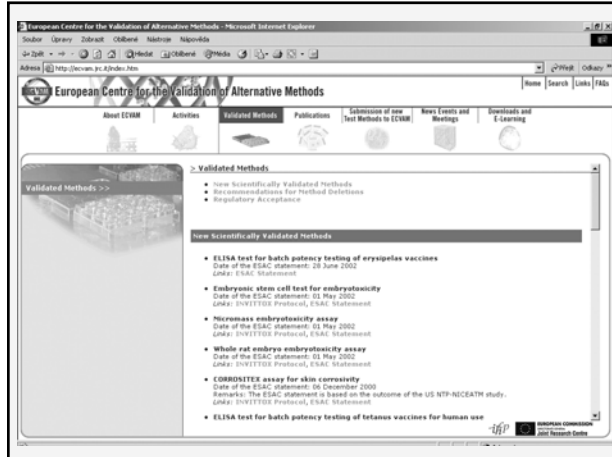 European Centre for the Validation of Alternative Methods - Microsoft Internet Explorer
Soubor Úpravy Zobrazit Oblíbené Nástroje Nápověda
Zpět Hledat Oblíbené Média
Adresa http://ecvam.jrc.it/index.htm Přejít Odkazy
European Centre for the Validation of Alternative Methods
Home Search Links FAQs
About ECVAM Activities Validated Methods Publications Submission of new Test Methods to ECVAM News Events and Meetings Downloads and E-Learning
Validated Methods >>
> Validated Methods
• New Scientifically Validated Methods
• Recommendations for Method Deletions
• Regulatory Acceptance
New Scientifically Validated Methods
• ELISA test for batch potency testing of erysipelas vaccines
Date of the ESAC statement: 28 June 2002
Links: ESAC Statement
• Embryonic stem cell test for embryotoxicity
Date of the ESAC statement: 01 May 2002
Links: INVITTOX Protocol, ESAC Statement
• Micromass embryotoxicity assay
Date of the ESAC statement: 01 May 2002
Links: INVITTOX Protocol, ESAC Statement
• Whole rat embryo embryotoxicity assay
Date of the ESAC statement: 01 May 2002
Links: INVITTOX Protocol, ESAC Statement
• CORROSITEX assay for skin corrosivity
Date of the ESAC statement: 06 December 2000
Remarks: The ESAC statement is based on the outcome of the US NTP-NICEATM study.
Links: INVITTOX Protocol, ESAC Statement
• ELISA test for batch potency testing of tetanus vaccines for human use
EUROPEAN COMMISSION
Joint Research Centre